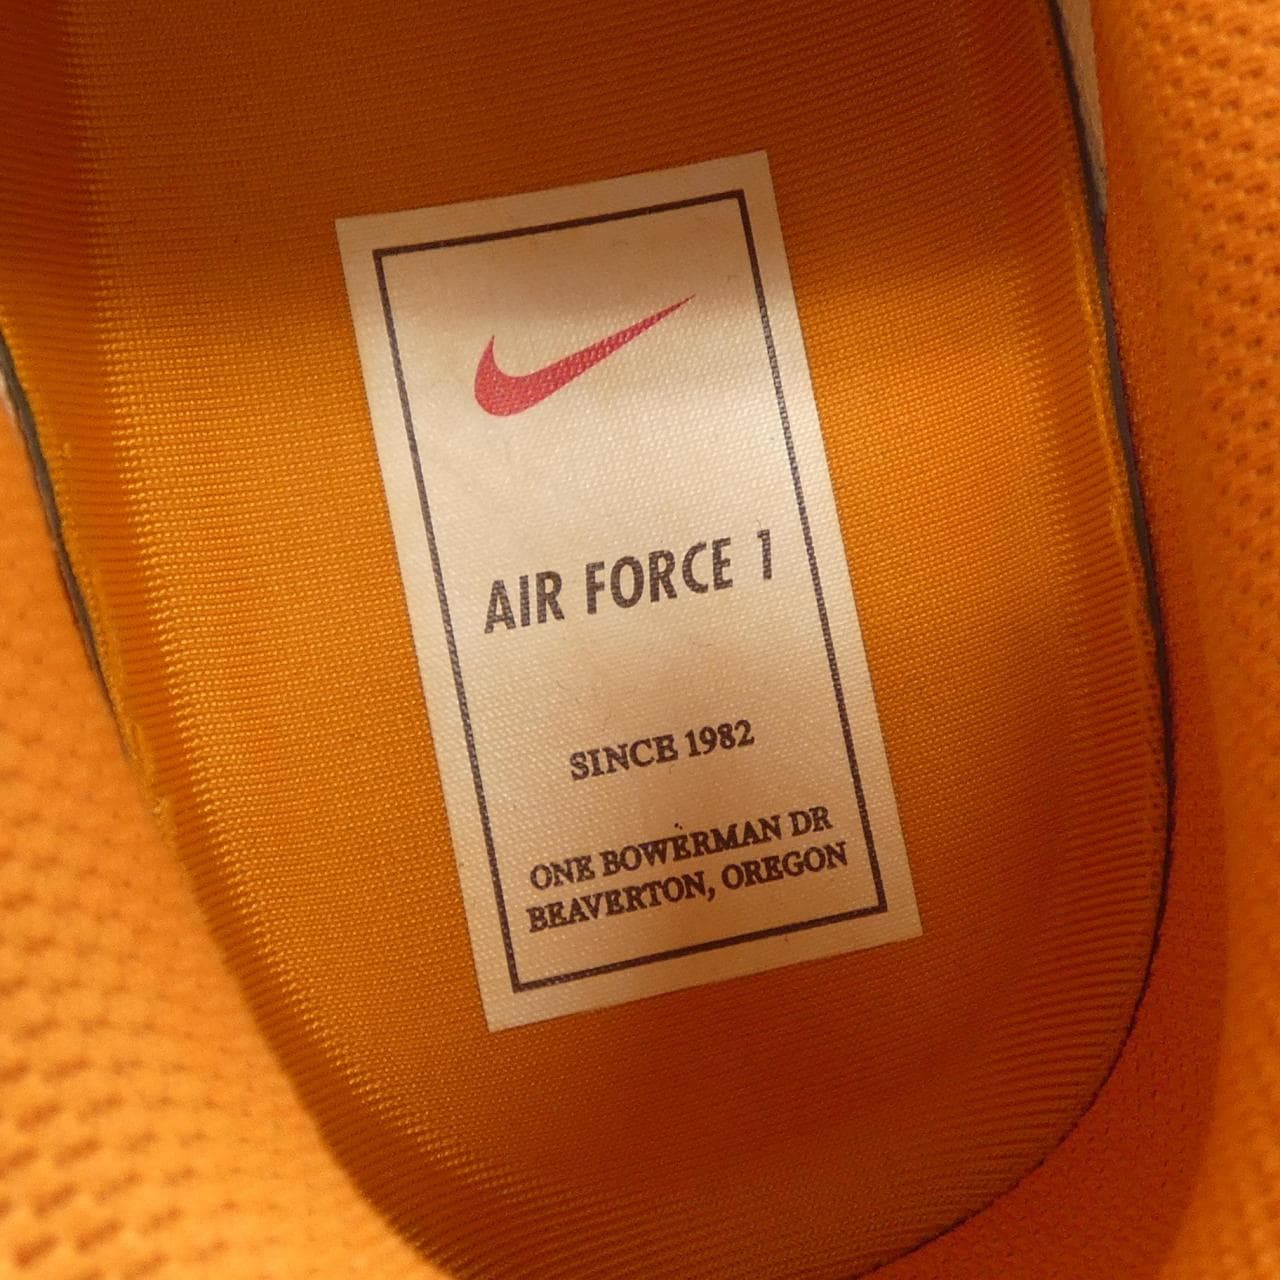 AIR FORCE 1
SINCE 1982
ONE BOWERMAN DR
BEAVERTON, OREGON